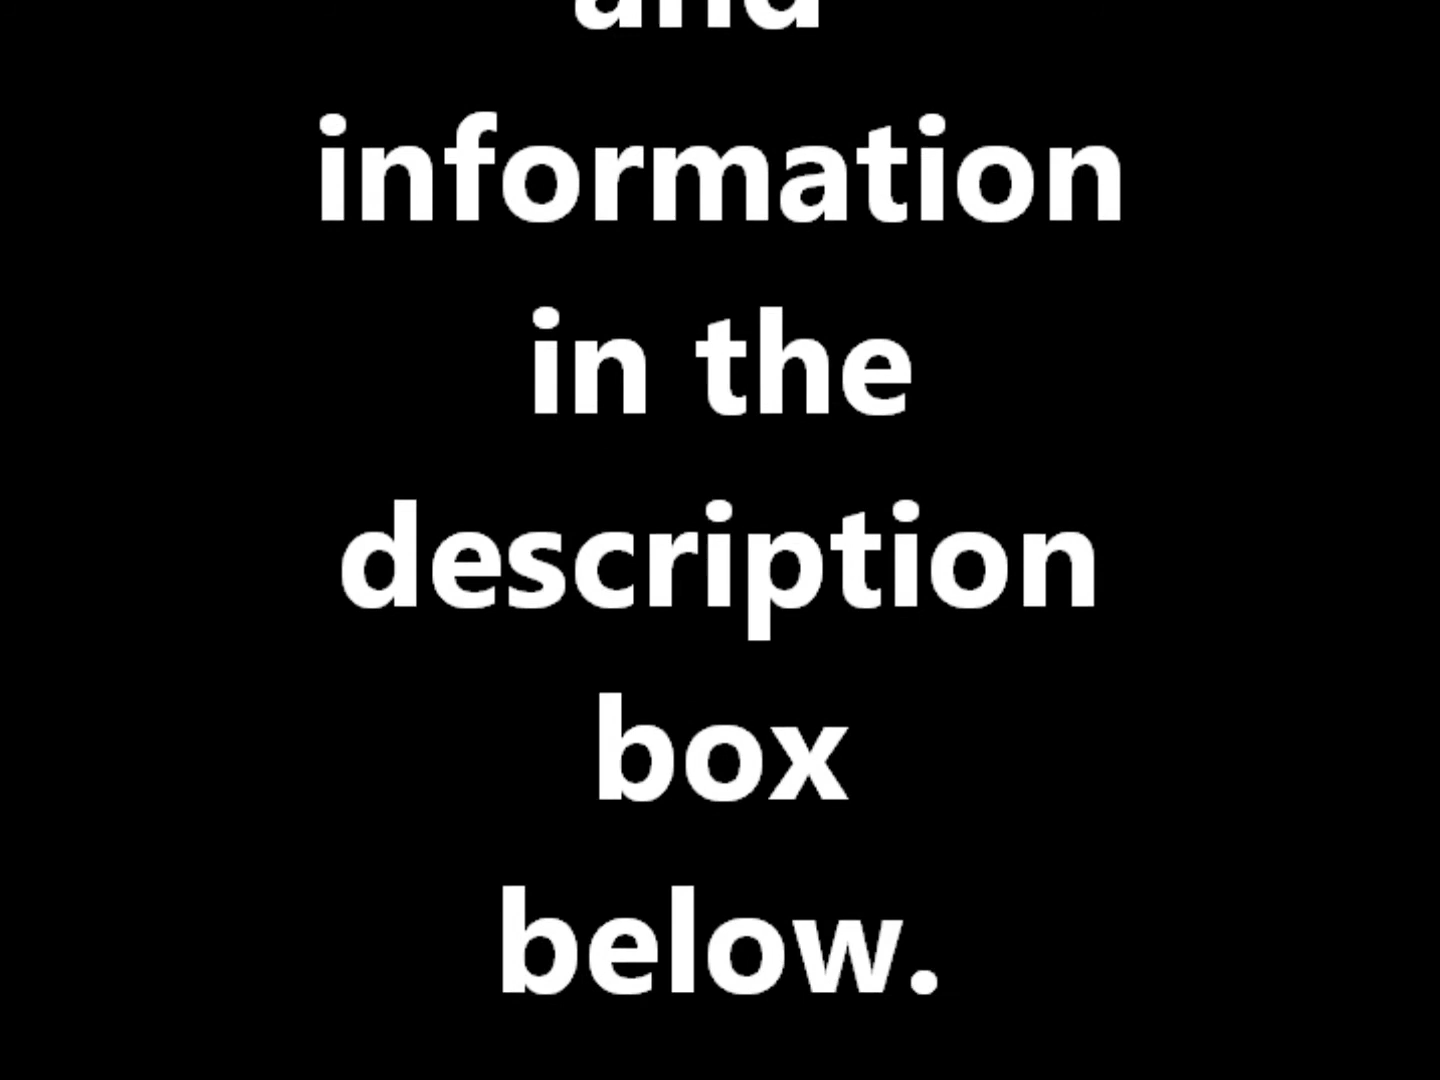 and
information
in the
description
box
below.